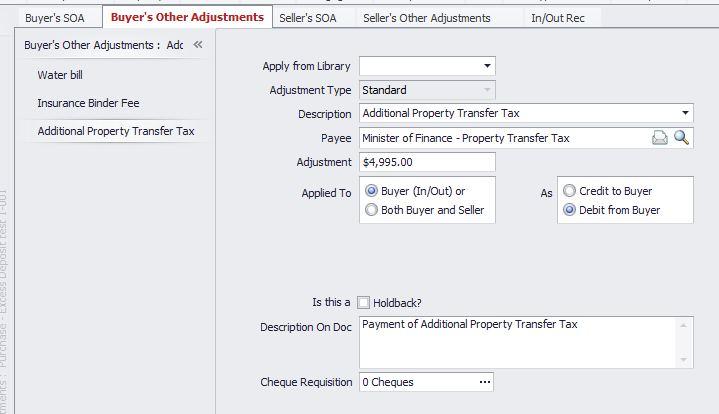 Buyer's SOA
Buyer's Other Adjustments
Seller's SOA
Seller's Other Adjustments
In/Out Rec
Buyer's Other Adjustments : Adc «
Water bill
Insurance Binder Fee
Additional Property Transfer Tax
Apply from Library
Adjustment Type Standard
Description Additional Property Transfer Tax
Payee Minister of Finance - Property Transfer Tax
Adjustment $4,995.00
Applied To Buyer (In/Out) or
Both Buyer and Seller
As Credit to Buyer
Debit from Buyer
Is this a Holdback?
Description On Doc Payment of Additional Property Transfer Tax
Cheque Requisition 0 Cheques ...
ments : Purchase - Excess Deposit test 1-001